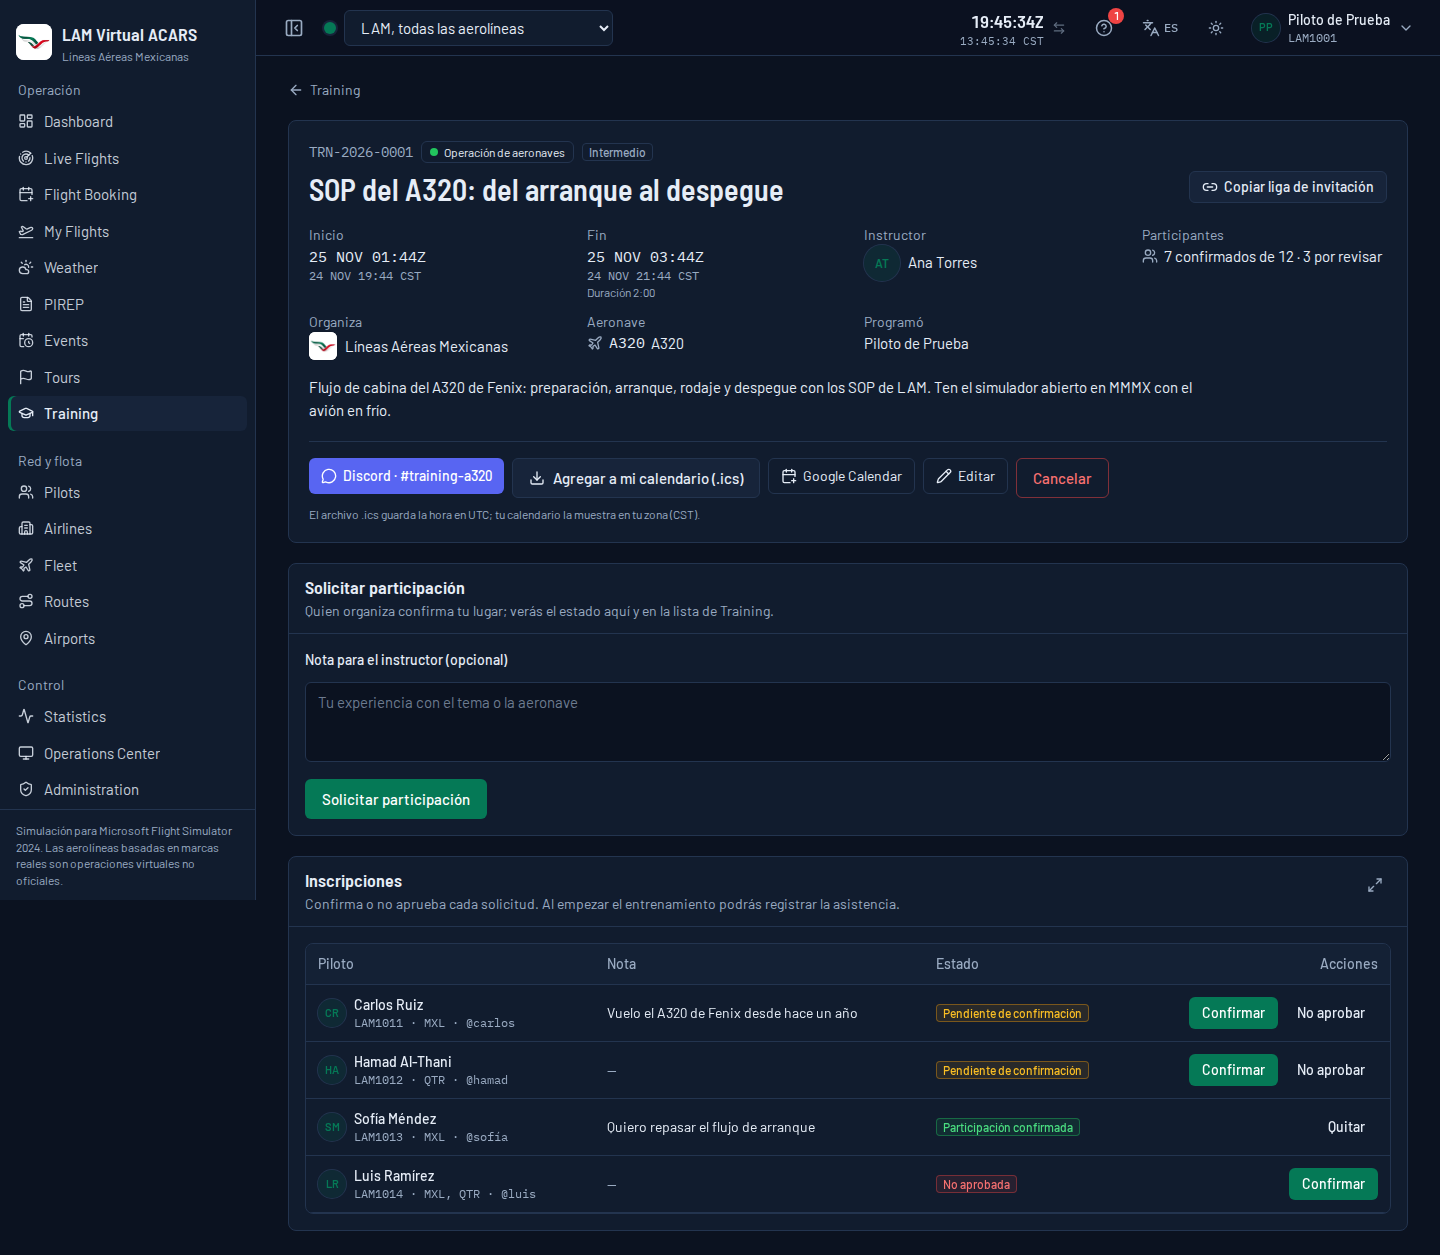 LAM Virtual ACARS
Líneas Aéreas Mexicanas
Operación
Dashboard
Live Flights
Flight Booking
My Flights
Weather
PIREP
Events
Tours
Training
Red y flota
Pilots
Airlines
Fleet
Routes
Airports
Control
Statistics
Operations Center
Administration
Simulación para Microsoft Flight Simulator
2024. Las aerolíneas basadas en marcas
reales son operaciones virtuales no
oficiales.
LAM, todas las aerolíneas
19:45:34Z
13:45:34 CST
1
ES
PP
Piloto de Prueba
LAM1001
Training
TRN-2026-0001 Operación de aeronaves Intermedio
SOP del A320: del arranque al despegue
Copiar liga de invitación
Inicio
25 NOV 01:44Z
24 NOV 19:44 CST
Fin
25 NOV 03:44Z
24 NOV 21:44 CST
Duración 2:00
Instructor
AT Ana Torres
Participantes
7 confirmados de 12 · 3 por revisar
Organiza
Líneas Aéreas Mexicanas
Aeronave
A320 A320
Programó
Piloto de Prueba
Flujo de cabina del A320 de Fenix: preparación, arranque, rodaje y despegue con los SOP de LAM. Ten el simulador abierto en MMMX con el
avión en frío.
Discord · #training-a320
Agregar a mi calendario (.ics)
Google Calendar
Editar
Cancelar
El archivo .ics guarda la hora en UTC; tu calendario la muestra en tu zona (CST).
Solicitar participación
Quien organiza confirma tu lugar; verás el estado aquí y en la lista de Training.
Nota para el instructor (opcional)
Tu experiencia con el tema o la aeronave
Solicitar participación
Inscripciones
Confirma o no aprueba cada solicitud. Al empezar el entrenamiento podrás registrar la asistencia.
Piloto Nota Estado Acciones
CR Carlos Ruiz
LAM1011 · MXL · @carlos
Vuelo el A320 de Fenix desde hace un año
Pendiente de confirmación
Confirmar No aprobar
HA Hamad Al-Thani
LAM1012 · QTR · @hamad
—
Pendiente de confirmación
Confirmar No aprobar
SM Sofía Méndez
LAM1013 · MXL · @sofía
Quiero repasar el flujo de arranque
Participación confirmada
Quitar
LR Luis Ramírez
LAM1014 · MXL, QTR · @luis
—
No aprobada
Confirmar